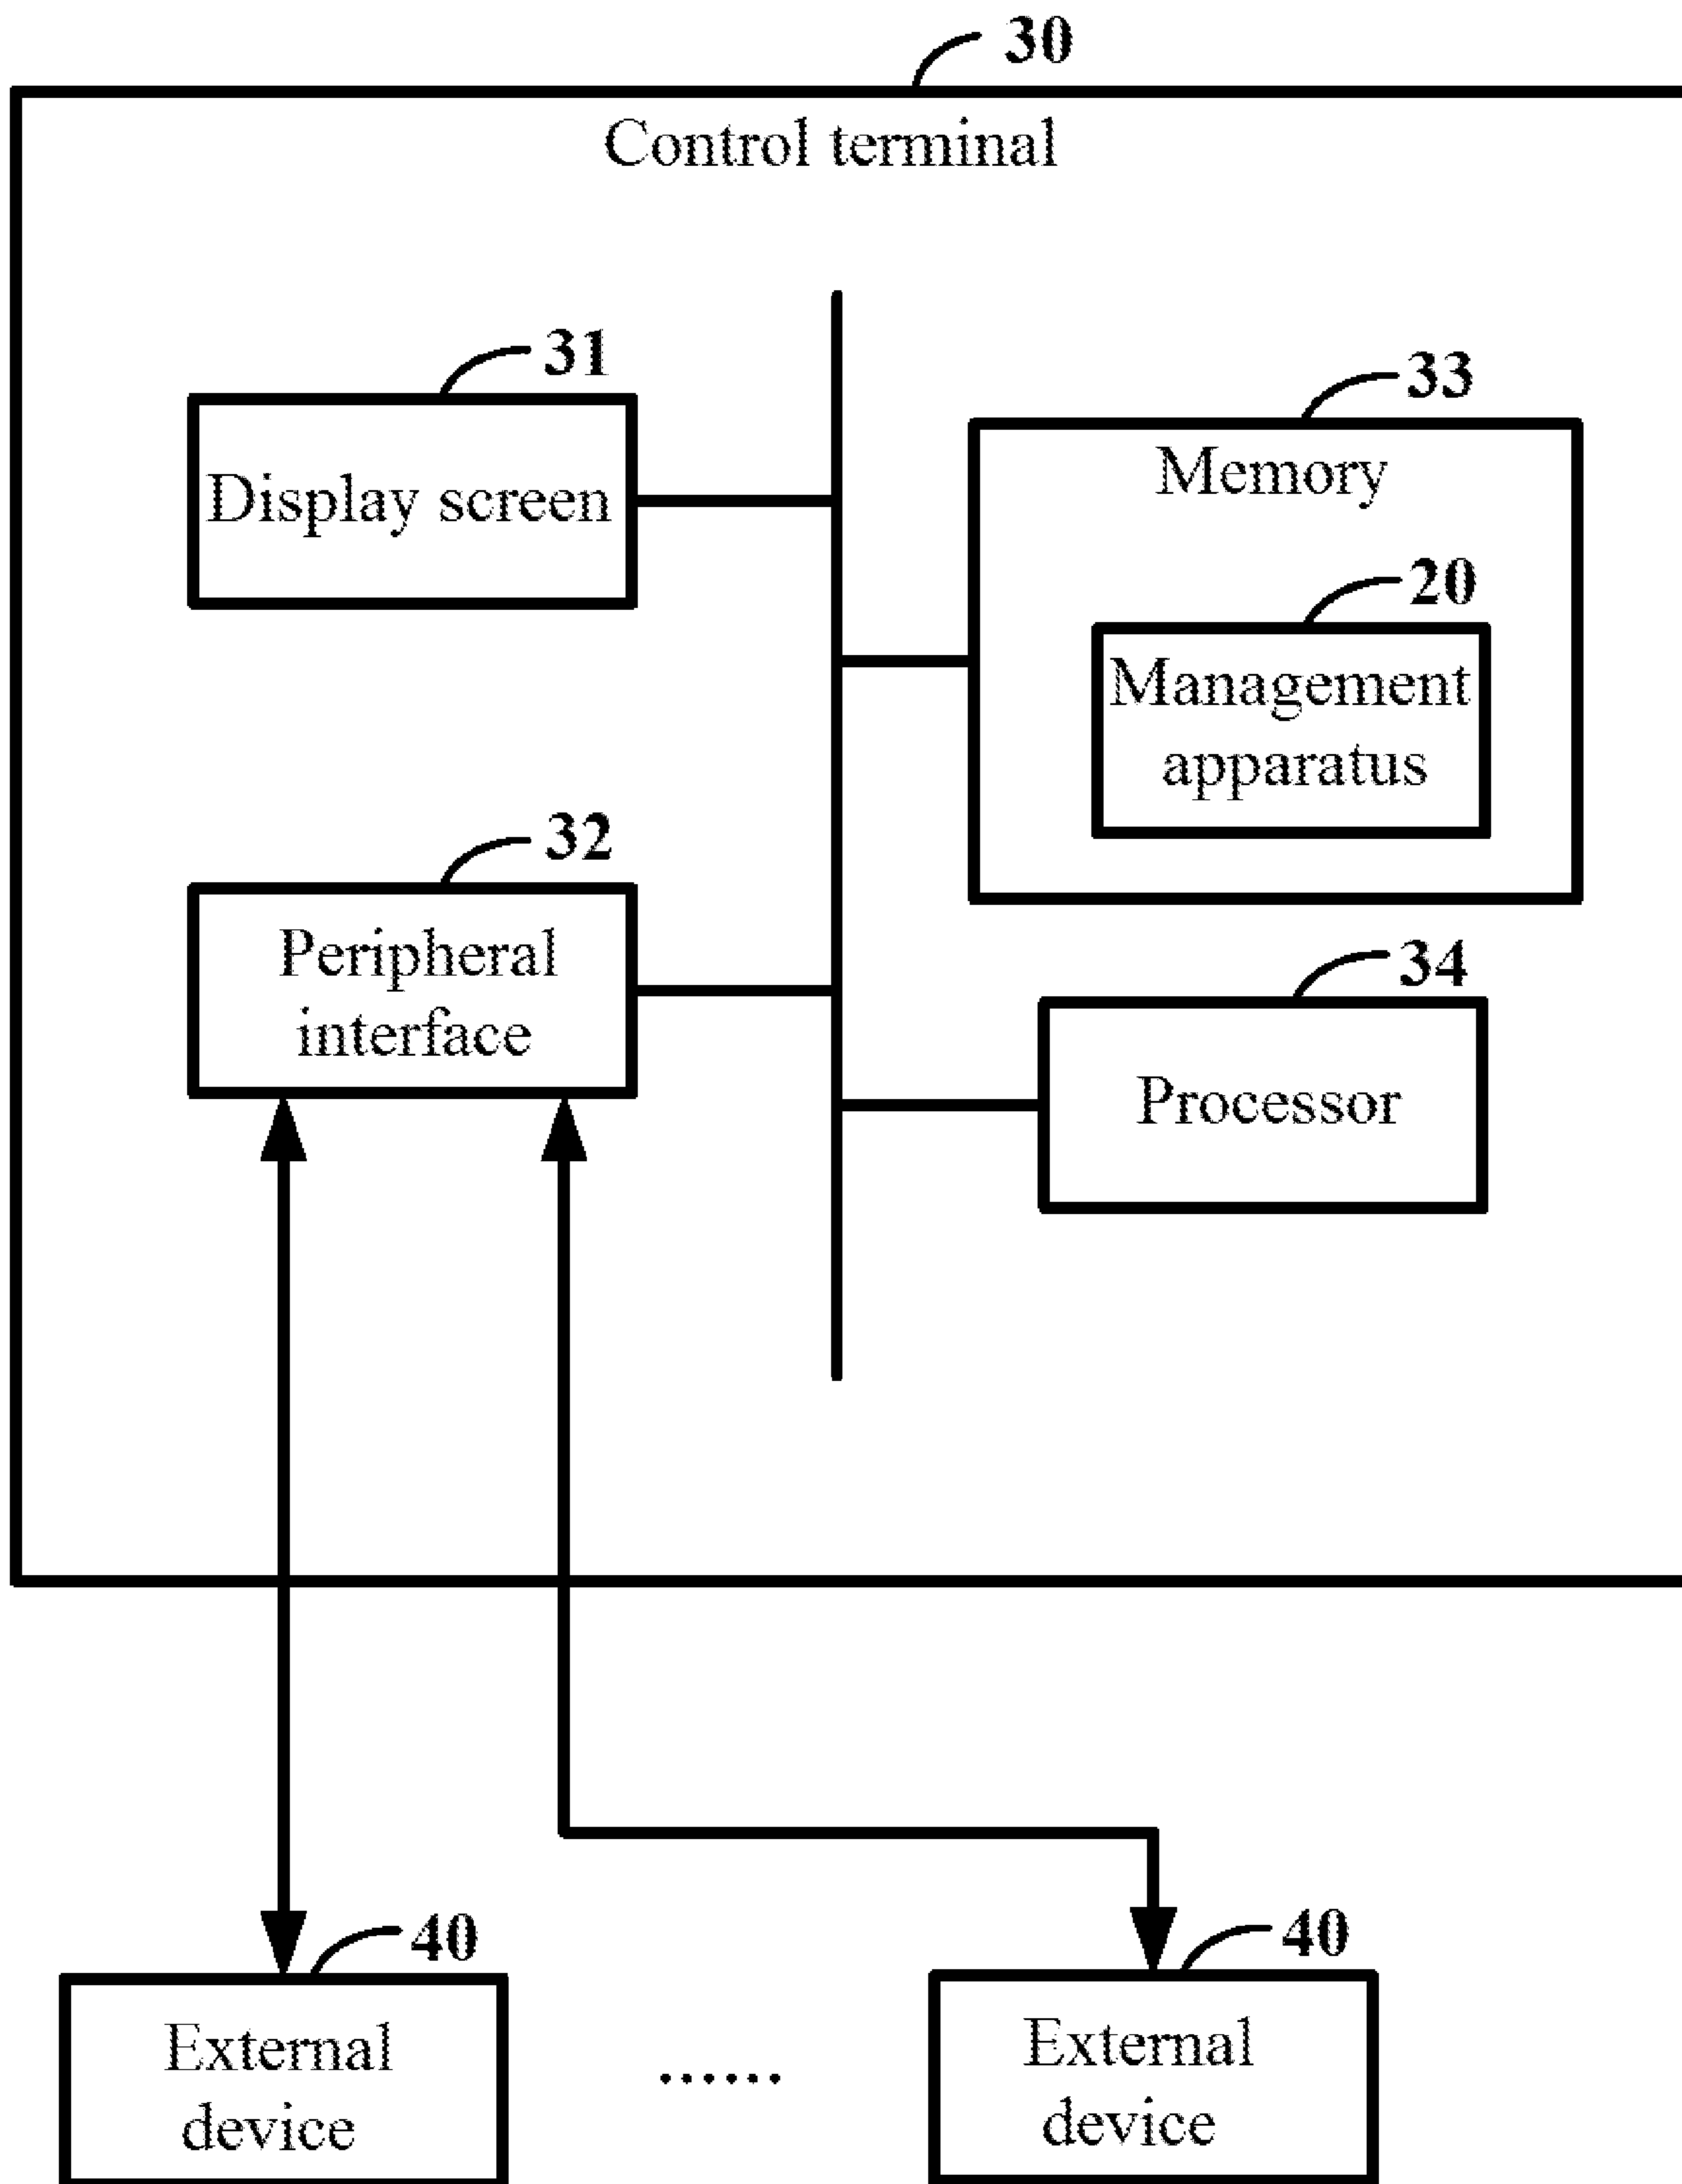 30
Control terminal
31
Display screen
33
Memory
20
Management
apparatus
32
Peripheral
interface
34
Processor
40
External
device
......
40
External
device